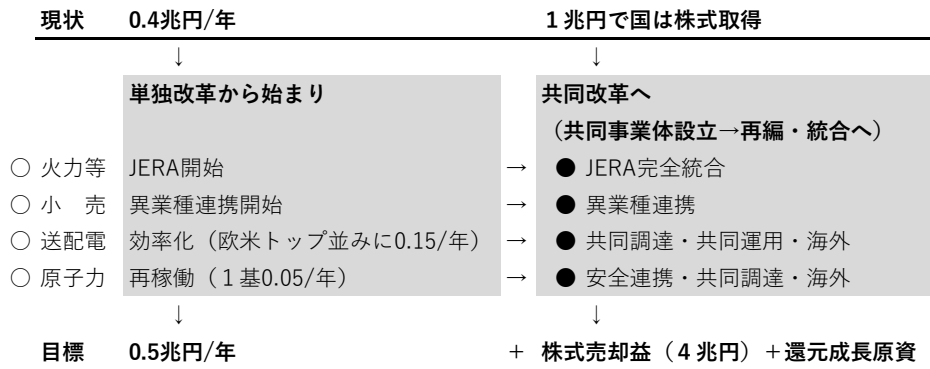 現状 0.4兆円/年 1兆円で国は株式取得
↓ ↓
単独改革から始まり 共同改革へ
（共同事業体設立→再編・統合へ）
○ 火力等 JERA開始 → ● JERA完全統合
○ 小　売 異業種連携開始 → ● 異業種連携
○ 送配電 効率化（欧米トップ並みに0.15/年） → ● 共同調達・共同運用・海外
○ 原子力 再稼働（１基0.05/年） → ● 安全連携・共同調達・海外
↓ ↓
目標 0.5兆円/年 ＋ 株式売却益（４兆円）＋還元成長原資